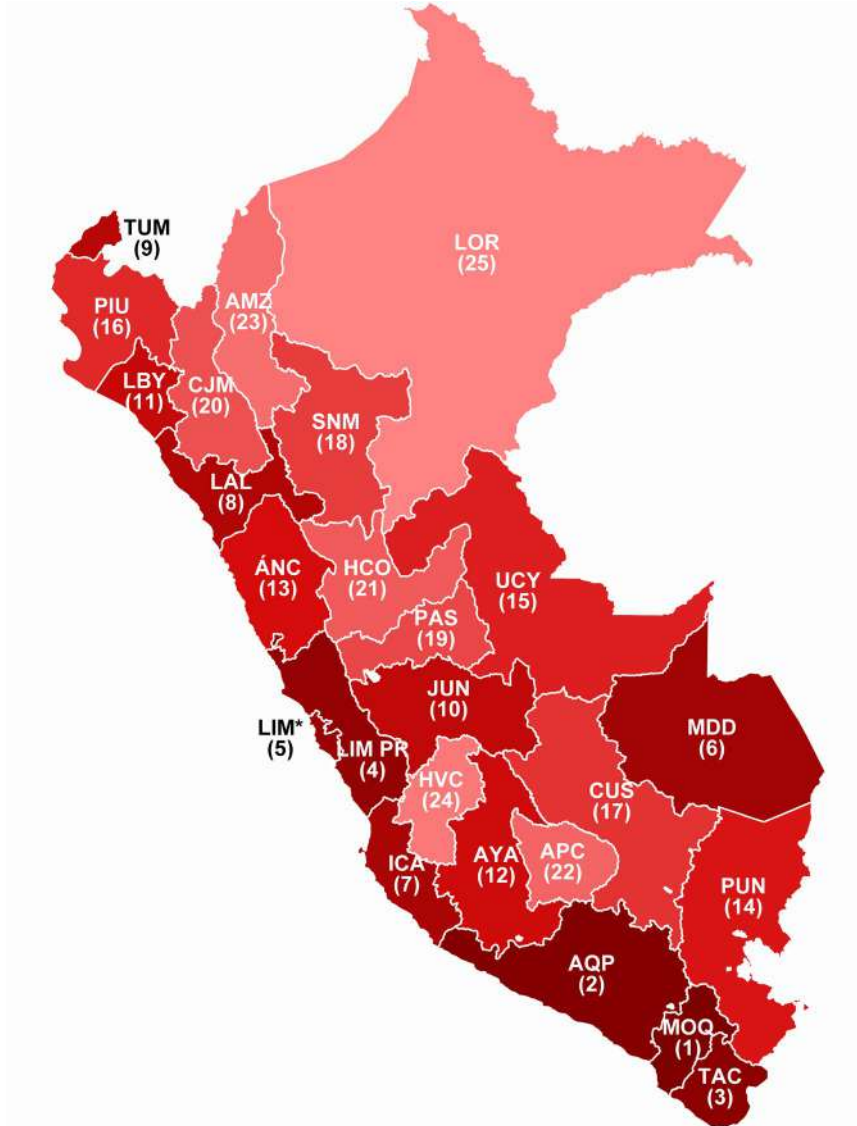 TUM
(9)
LOR
(25)
PIU
(16)
AMZ
(23)
LBY
(11)
CJM
(20)
SNM
(18)
LAL
(8)
ÁNC
(13)
HCO
(21)
UCY
(15)
PAS
(19)
JUN
(10)
LIM*
(5)
LIM PR
(4)
MDD
(6)
HVC
(24)
CUS
(17)
ICA
(7)
AYA
(12)
APC
(22)
PUN
(14)
AQP
(2)
MOQ
(1)
TAC
(3)